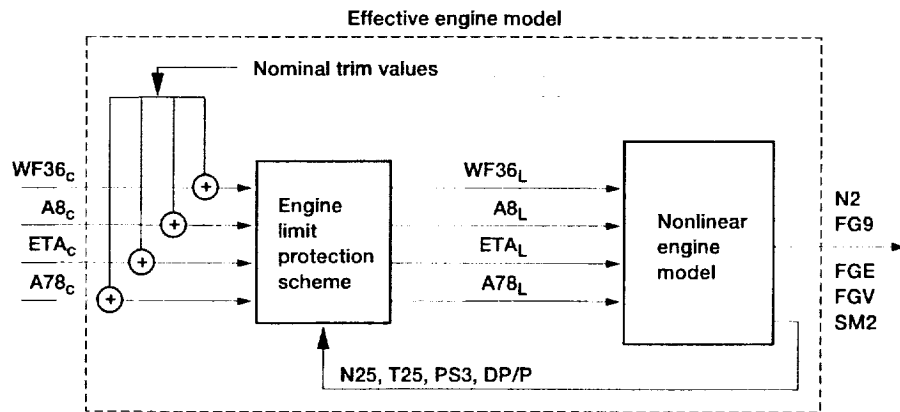 Effective engine model
Nominal trim values
WF36c
A8c
ETAc
A78c
+
+
+
+
Engine
limit
protection
scheme
WF36L
A8L
ETAL
A78L
Nonlinear
engine
model
N2
FG9
FGE
FGV
SM2
N25, T25, PS3, DP/P